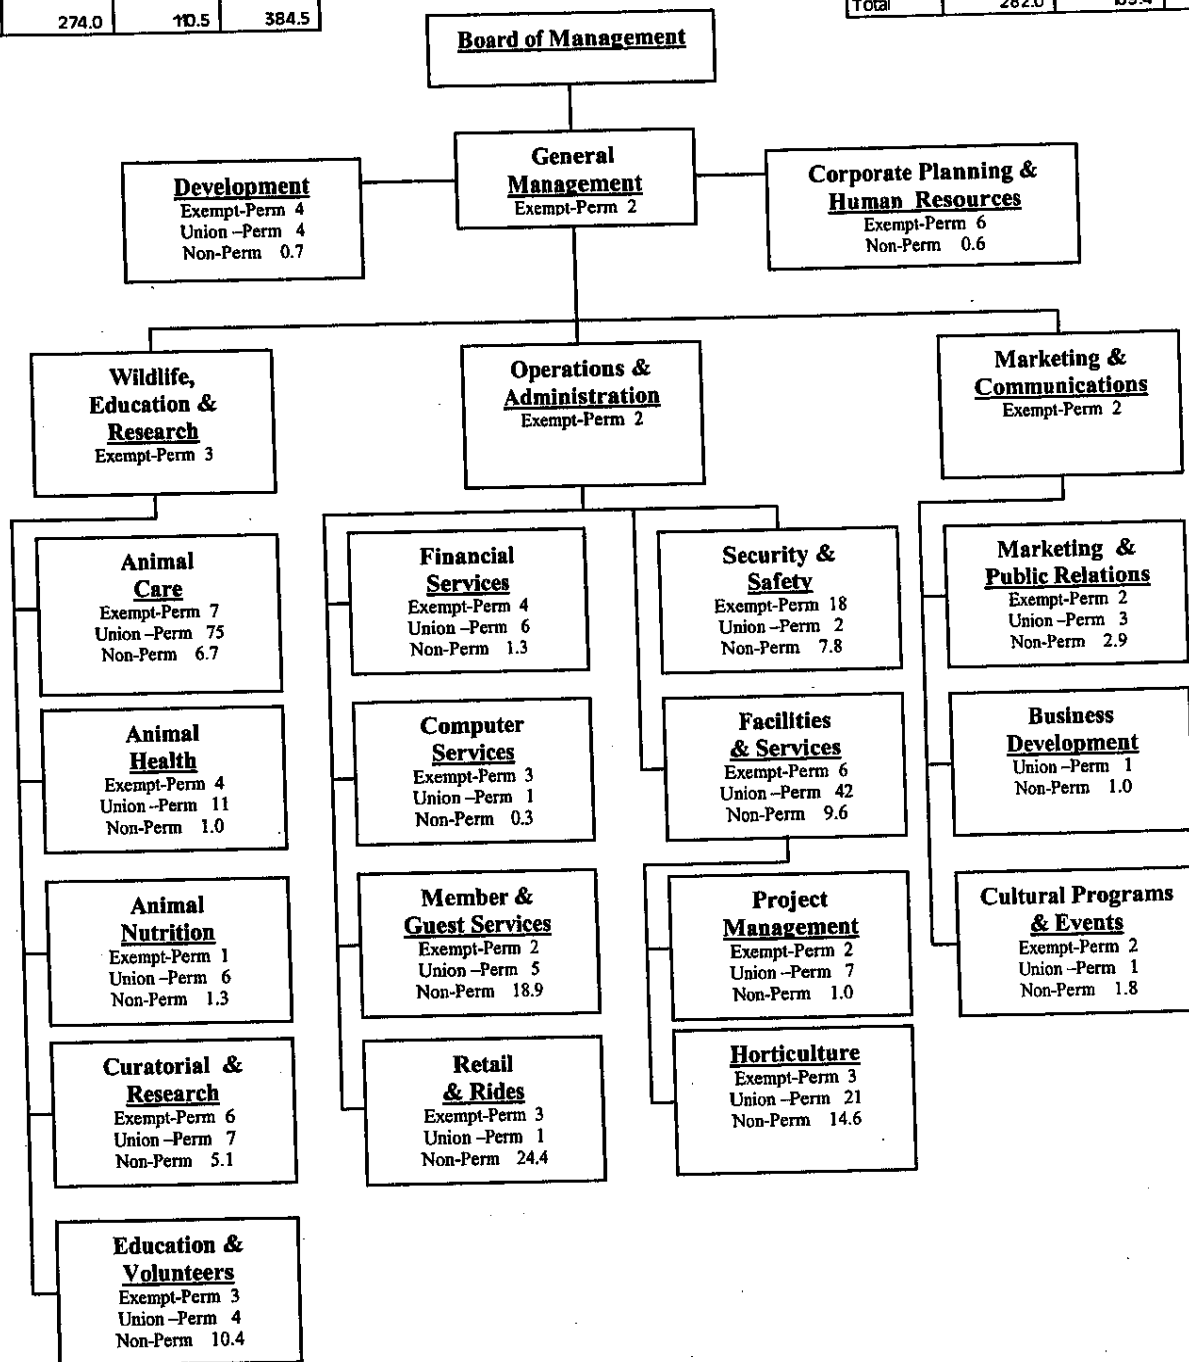 274.0 110.5 384.5
Total 282.0
Board of Management
General
Management
Exempt-Perm 2
Development
Exempt-Perm 4
Union –Perm 4
Non-Perm 0.7
Corporate Planning &
Human Resources
Exempt-Perm 6
Non-Perm 0.6
Wildlife,
Education &
Research
Exempt-Perm 3
Operations &
Administration
Exempt-Perm 2
Marketing &
Communications
Exempt-Perm 2
Animal
Care
Exempt-Perm 7
Union –Perm 75
Non-Perm 6.7
Animal
Health
Exempt-Perm 4
Union –Perm 11
Non-Perm 1.0
Animal
Nutrition
Exempt-Perm 1
Union –Perm 6
Non-Perm 1.3
Curatorial &
Research
Exempt-Perm 6
Union –Perm 7
Non-Perm 5.1
Education &
Volunteers
Exempt-Perm 3
Union –Perm 4
Non-Perm 10.4
Financial
Services
Exempt-Perm 4
Union –Perm 6
Non-Perm 1.3
Computer
Services
Exempt-Perm 3
Union –Perm 1
Non-Perm 0.3
Member &
Guest Services
Exempt-Perm 2
Union –Perm 5
Non-Perm 18.9
Retail
& Rides
Exempt-Perm 3
Union –Perm 1
Non-Perm 24.4
Security &
Safety
Exempt-Perm 18
Union –Perm 2
Non-Perm 7.8
Facilities
& Services
Exempt-Perm 6
Union –Perm 42
Non-Perm 9.6
Project
Management
Exempt-Perm 2
Union –Perm 7
Non-Perm 1.0
Horticulture
Exempt-Perm 3
Union –Perm 21
Non-Perm 14.6
Marketing &
Public Relations
Exempt-Perm 2
Union –Perm 3
Non-Perm 2.9
Business
Development
Union –Perm 1
Non-Perm 1.0
Cultural Programs
& Events
Exempt-Perm 2
Union –Perm 1
Non-Perm 1.8